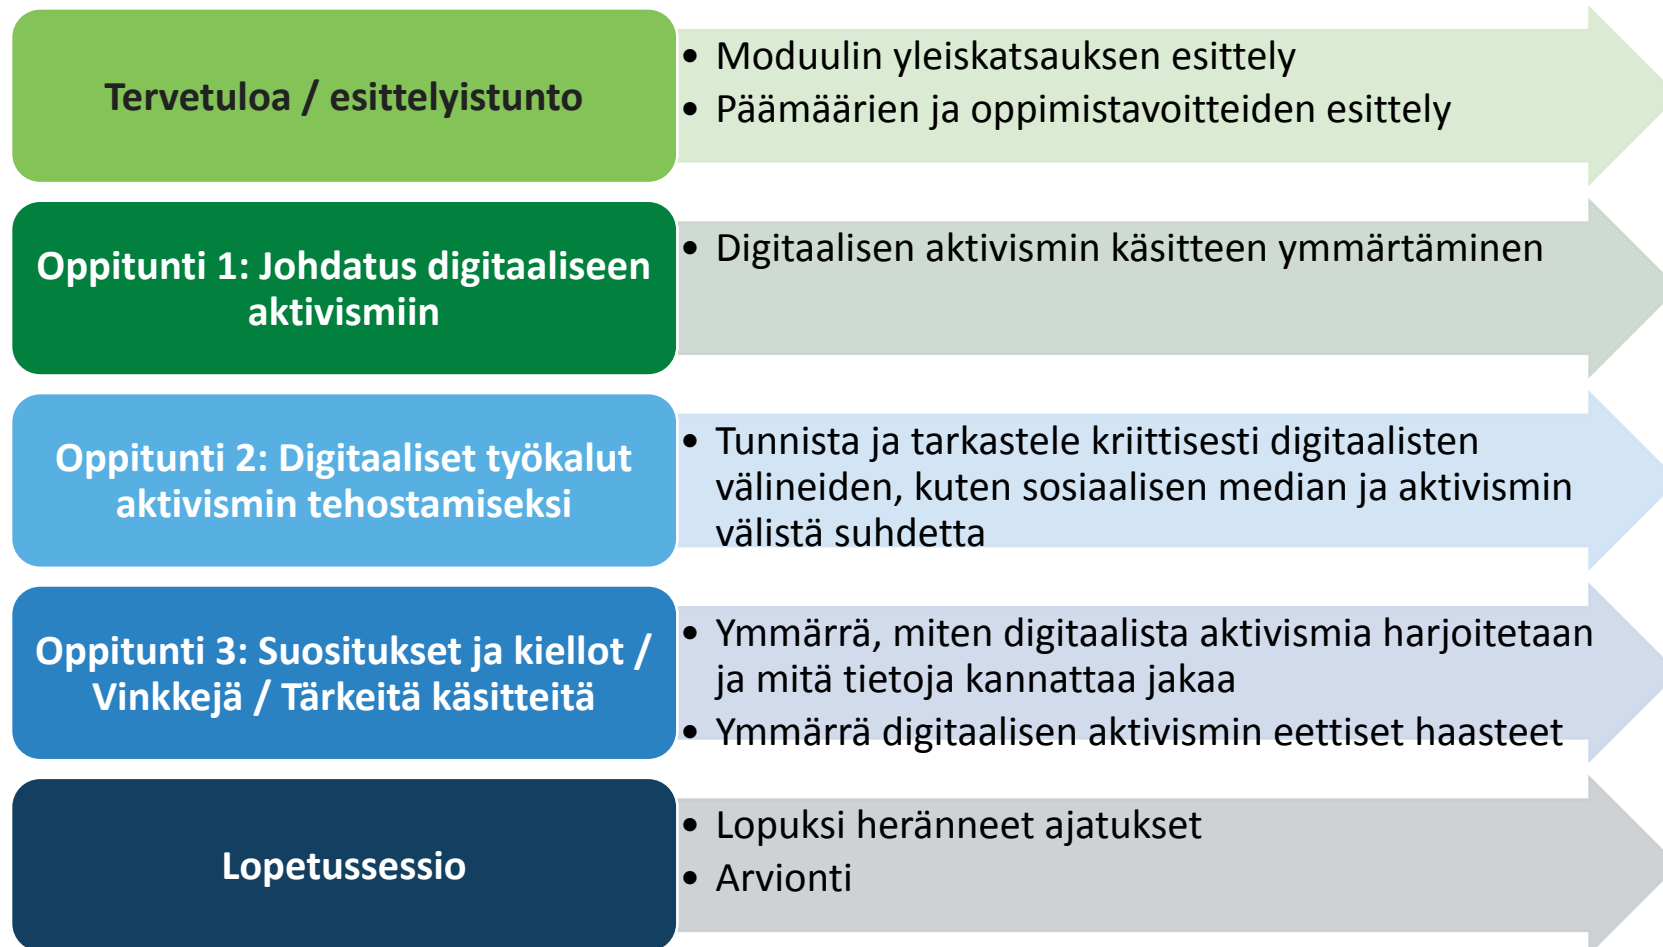 Tervetuloa / esittelyistunto
• Moduulin yleiskatsauksen esittely
• Päämäärien ja oppimistavoitteiden esittely
Oppitunti 1: Johdatus digitaaliseen
aktivismiin
• Digitaalisen aktivismin käsitteen ymmärtäminen
Oppitunti 2: Digitaaliset työkalut
aktivismin tehostamiseksi
• Tunnista ja tarkastele kriittisesti digitaalisten
välineiden, kuten sosiaalisen median ja aktivismin
välistä suhdetta
Oppitunti 3: Suositukset ja kiellot /
Vinkkejä / Tärkeitä käsitteitä
• Ymmärrä, miten digitaalista aktivismia harjoitetaan
ja mitä tietoja kannattaa jakaa
• Ymmärrä digitaalisen aktivismin eettiset haasteet
Lopetussessio
• Lopuksi heränneet ajatukset
• Arvionti